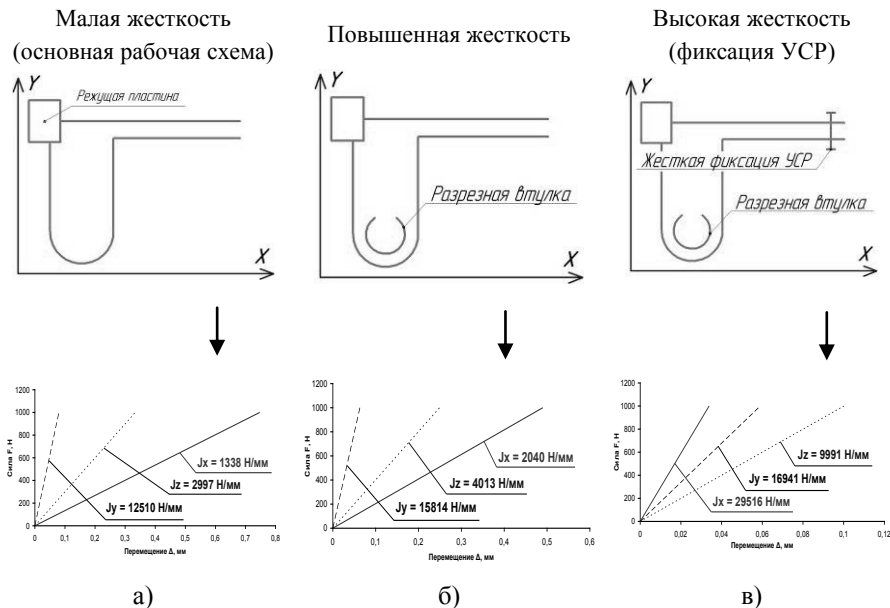 Малая жесткость
(основная рабочая схема)
Повышенная жесткость
Высокая жесткость
(фиксация УСР)
Y
Режущая пластина
X
Y
Разрезная втулка
X
Y
Жесткая фиксация УСР
Разрезная втулка
X
Сила F, Н
1200
1000
800
600
400
200
0
0
0,1
0,2
0,3
0,4
0,5
0,6
0,7
0,8
Перемещение Δ, мм
Jx = 1338 Н/мм
Jz = 2997 Н/мм
Jy = 12510 Н/мм
Сила F, Н
1200
1000
800
600
400
200
0
0
0,1
0,2
0,3
0,4
0,5
0,6
Перемещение Δ, мм
Jx = 2040 Н/мм
Jz = 4013 Н/мм
Jy = 15814 Н/мм
Сила F, Н
1200
1000
800
600
400
200
0
0
0,02
0,04
0,06
0,08
0,1
0,12
Перемещение Δ, мм
Jz = 9991 Н/мм
Jy = 16941 Н/мм
Jx = 29516 Н/мм
а)
б)
в)